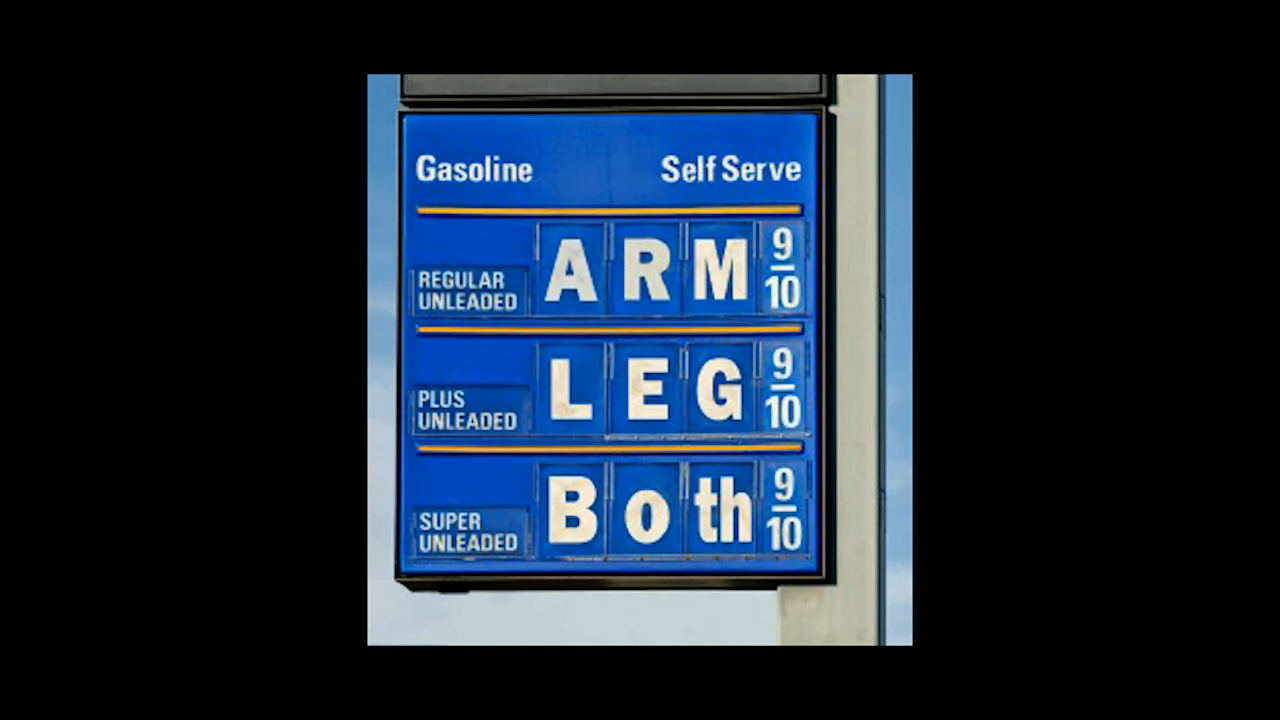 Gasoline Self Serve
REGULAR UNLEADED ARM 9/10
PLUS UNLEADED LEG 9/10
SUPER UNLEADED Both 9/10